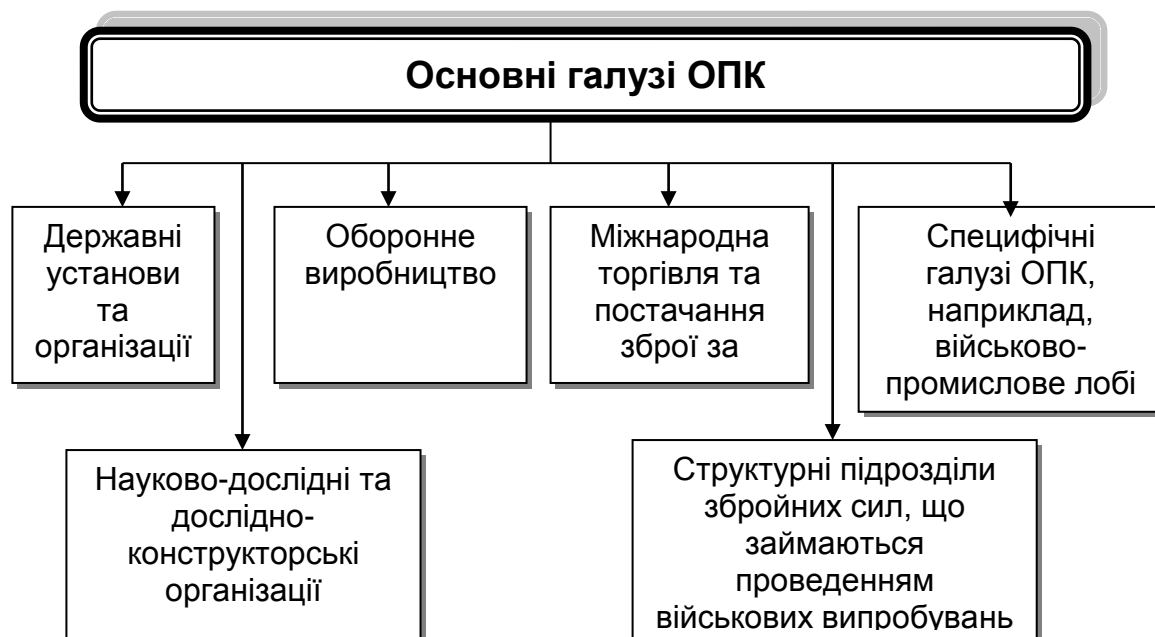 Основні галузі ОПК
Державні
установи
та
організації
Оборонне
виробництво
Міжнародна
торгівля та
постачання
зброї за
Специфічні
галузі ОПК,
наприклад,
військово-
промислове лобі
Науково-дослідні та
дослідно-
конструкторські
організації
Структурні підрозділи
збройних сил, що
займаються
проведенням
військових випробувань